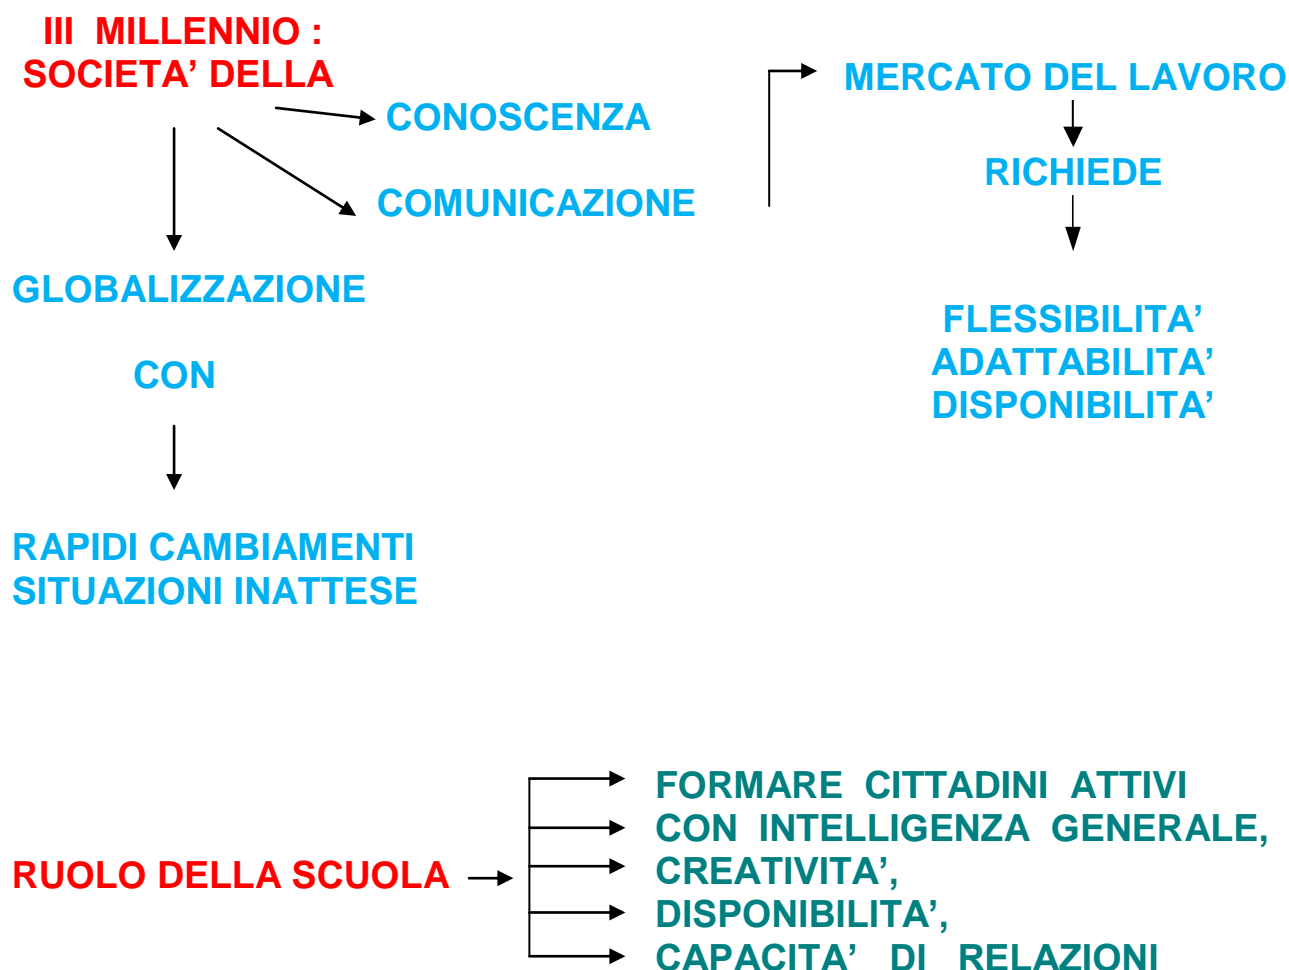 III MILLENNIO :
SOCIETA’ DELLA
CONOSCENZA
COMUNICAZIONE
GLOBALIZZAZIONE
CON
RAPIDI CAMBIAMENTI
SITUAZIONI INATTESE
MERCATO DEL LAVORO
RICHIEDE
FLESSIBILITA’
ADATTABILITA’
DISPONIBILITA’
RUOLO DELLA SCUOLA
FORMARE CITTADINI ATTIVI
CON INTELLIGENZA GENERALE,
CREATIVITA’,
DISPONIBILITA’,
CAPACITA’ DI RELAZIONI